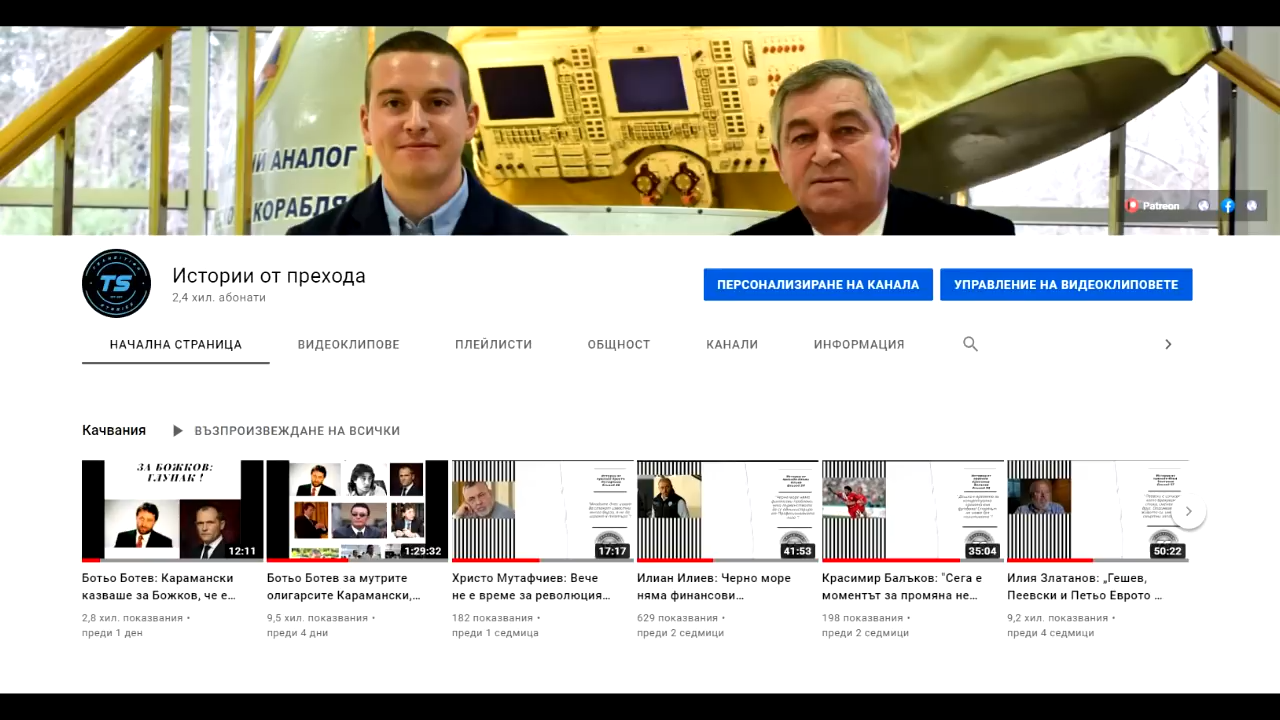 Й АНАЛОГ
КОРАБЛЯ
Patreon
TS
Истории от прехода
2,4 хил. абонати
ПЕРСОНАЛИЗИРАНЕ НА КАНАЛА
УПРАВЛЕНИЕ НА ВИДЕОКЛИПОВЕТЕ
НАЧАЛНА СТРАНИЦА
ВИДЕОКЛИПОВЕ
ПЛЕЙЛИСТИ
ОБЩНОСТ
КАНАЛИ
ИНФОРМАЦИЯ
Качвания
ВЪЗПРОИЗВЕЖДАНЕ НА ВСИЧКИ
ЗА БОЖКОВ:
ГЛУПАК !
12:11
1:29:32
17:17
41:53
35:04
50:22
Ботьо Ботев: Карамански
казваше за Божков, че е...
2,8 хил. показвания •
преди 1 ден
Ботьо Ботев за мутрите
олигарсите Карамански,...
9,5 хил. показвания •
преди 4 дни
Христо Мутафчиев: Вече
не е време за революция...
182 показвания •
преди 1 седмица
Илиан Илиев: Черно море
няма финансови...
629 показвания •
преди 2 седмици
Красимир Балъков: "Сега е
моментът за промяна не...
198 показвания •
преди 2 седмици
Илия Златанов: „Гешев,
Пеевски и Петьо Еврото ...
9,2 хил. показвания •
преди 4 седмици